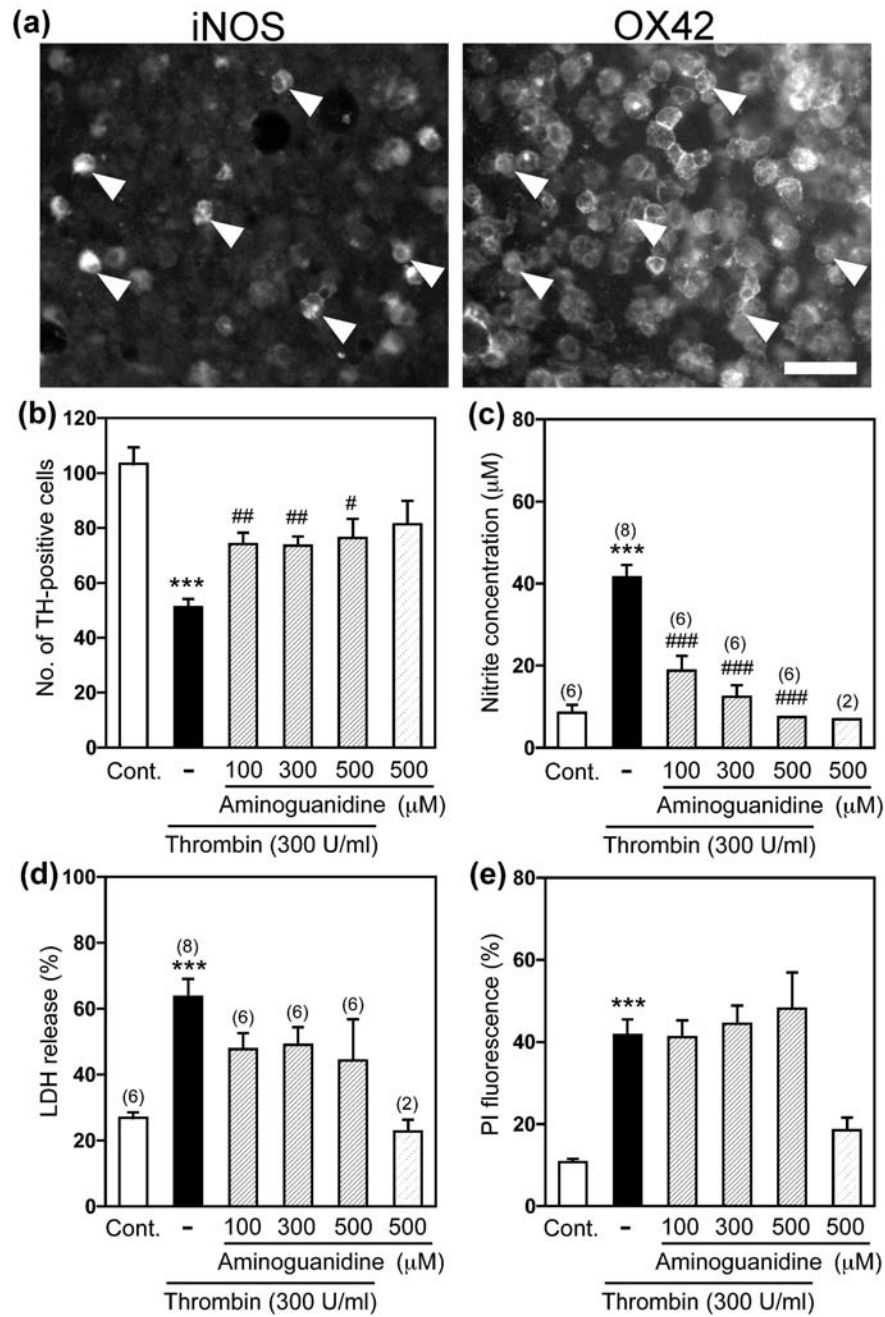 (a) iNOS OX42
(b)
No. of TH-positive cells
120
100
80
60
40
20
0
***
##
##
#
Cont. - 100 300 500 500
Aminoguanidine (μM)
Thrombin (300 U/ml)
(c)
Nitrite concentration (μM)
80
60
40
20
0
(6)
(8)
***
(6)
###
(6)
###
(6)
###
(2)
Cont. - 100 300 500 500
Aminoguanidine (μM)
Thrombin (300 U/ml)
(d)
LDH release (%)
100
80
60
40
20
0
(6)
(8)
***
(6)
(6)
(6)
(2)
Cont. - 100 300 500 500
Aminoguanidine (μM)
Thrombin (300 U/ml)
(e)
PI fluorescence (%)
80
60
40
20
0
***
Cont. - 100 300 500 500
Aminoguanidine (μM)
Thrombin (300 U/ml)